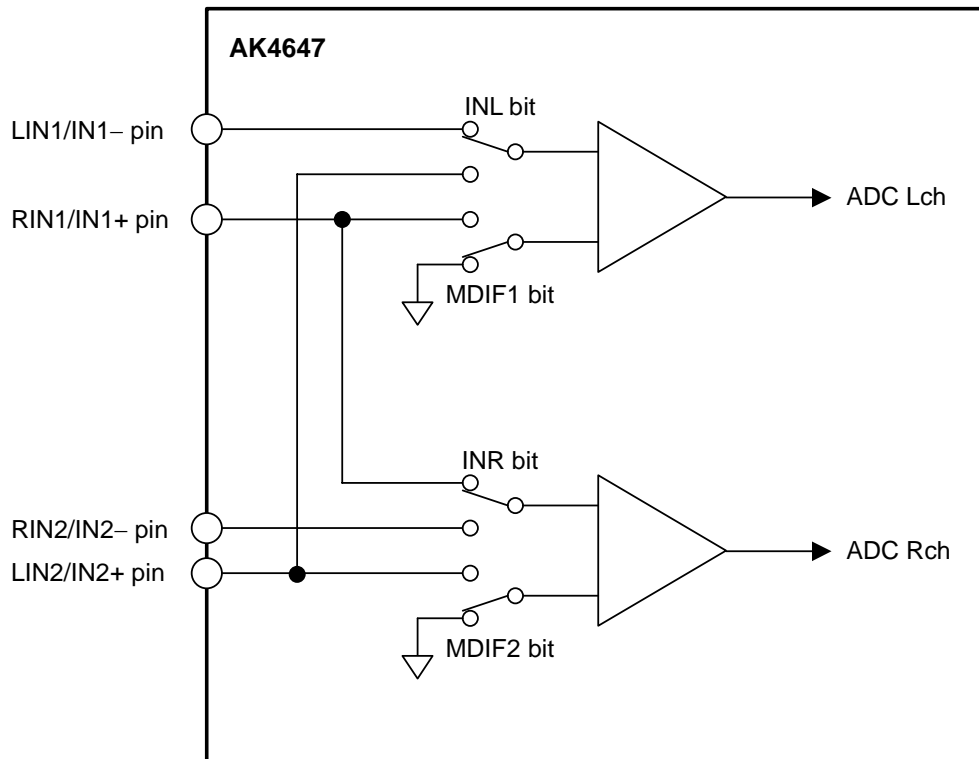 AK4647
INL bit
LIN1/IN1− pin
ADC Lch
RIN1/IN1+ pin
MDIF1 bit
INR bit
RIN2/IN2− pin
ADC Rch
LIN2/IN2+ pin
MDIF2 bit